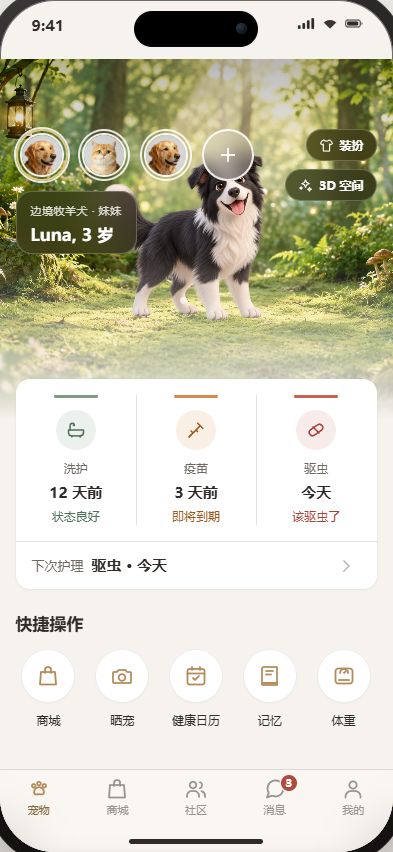 9:41
装扮
3D 空间
边境牧羊犬 · 妹妹
Luna, 3 岁
洗护
12 天前
状态良好
疫苗
3 天前
即将到期
驱虫
今天
该驱虫了
下次护理 驱虫 • 今天
快捷操作
商城
晒宠
健康日历
记忆
体重
宠物
商城
社区
3
消息
我的